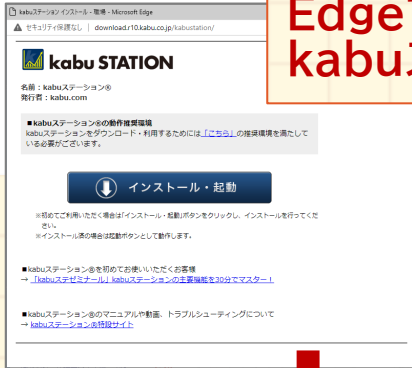 kabuステーション インストール - 職場 - Microsoft Edge
セキュリティ保護なし | download.r10.kabu.co.jp/kabustation/
Edge
kabu
kabu STATION
名前：kabuステーション®
発行者：kabu.com
■kabuステーション®の動作推奨環境
kabuステーションをダウンロード・利用するためには「こちら」の推奨環境を満たして
いる必要がございます。
インストール・起動
※初めてご利用いただく場合は「インストール・起動」ボタンをクリックし、インストールを行ってくだ
さい。
※インストール済の場合は起動ボタンとして動作します。
■kabuステーション®を初めてお使いいただくお客様
→ 「kabuステゼミナール」kabuステーションの主要機能を30分でマスター！
■kabuステーション®のマニュアルや動画、トラブルシューティングについて
→ kabuステーション®特設サイト